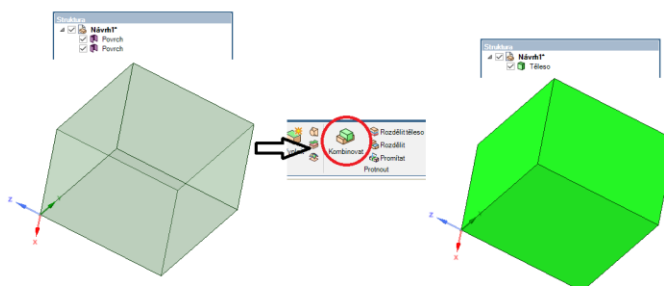 Struktura
Návrh1*
Povrch
Povrch
Z
X
Kombinovat
Rozdělit těleso
Rozdělit
Promítat
Protnout
Struktura
Návrh1*
Těleso
Z
X